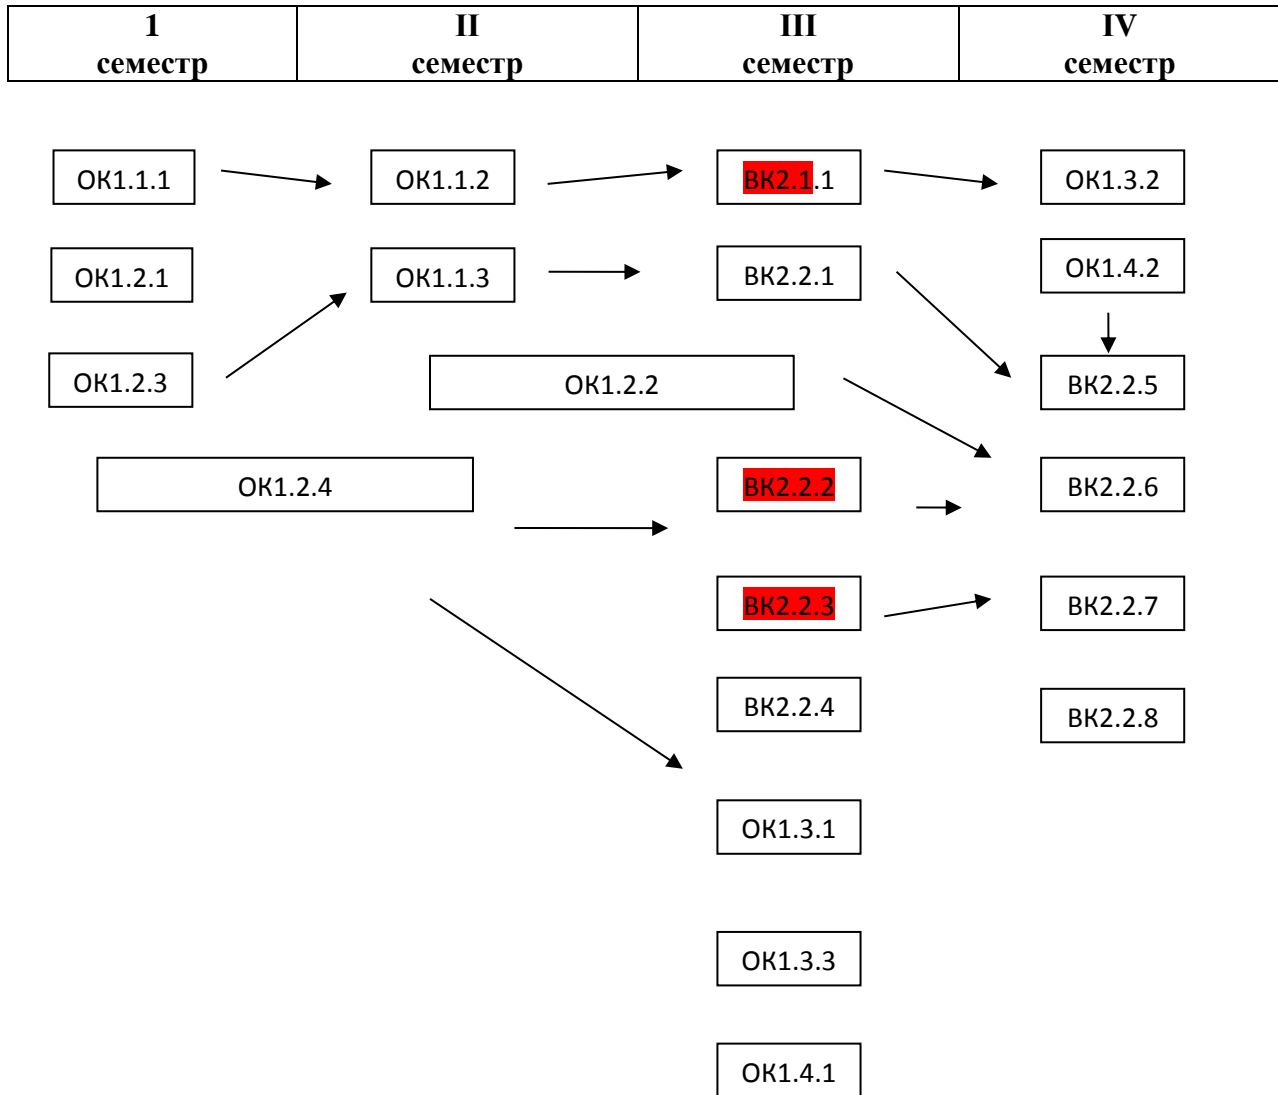 1
семестр
II
семестр
III
семестр
IV
семестр
ОК1.1.1
ОК1.1.2
ВК2.1.1
ОК1.3.2
ОК1.2.1
ОК1.1.3
ВК2.2.1
ОК1.4.2
ОК1.2.3
ОК1.2.2
ВК2.2.5
ОК1.2.4
ВК2.2.2
ВК2.2.6
ВК2.2.3
ВК2.2.7
ВК2.2.4
ВК2.2.8
ОК1.3.1
ОК1.3.3
ОК1.4.1